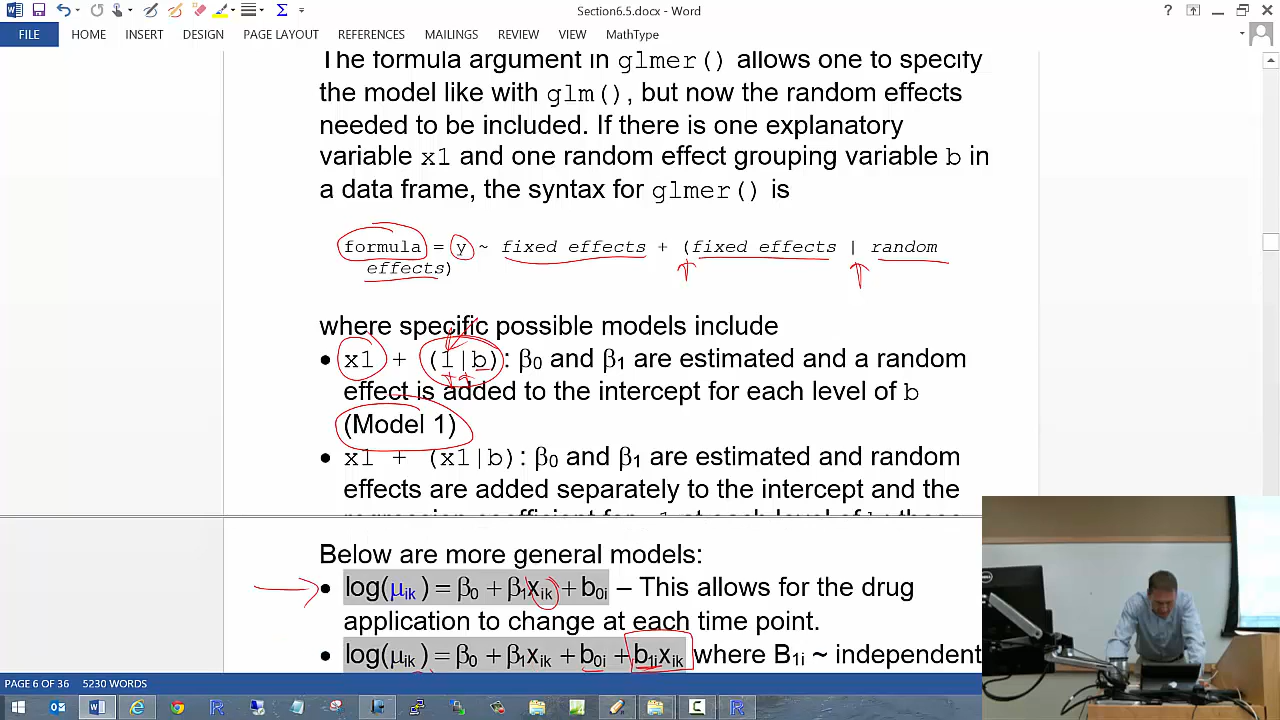 Section6.5.docx - Word
FILE HOME INSERT DESIGN PAGE LAYOUT REFERENCES MAILINGS REVIEW VIEW MathType
The formula argument in glmer() allows one to specify
the model like with glm(), but now the random effects
needed to be included. If there is one explanatory
variable x1 and one random effect grouping variable b in
a data frame, the syntax for glmer() is
formula = y ~ fixed effects + (fixed effects | random
effects)
where specific possible models include
• x1 + (1|b): β0 and β1 are estimated and a random
effect is added to the intercept for each level of b
(Model 1)
• x1 + (x1|b): β0 and β1 are estimated and random
effects are added separately to the intercept and the
Below are more general models:
• log(μik) = β0 + β1xik + b0i – This allows for the drug
application to change at each time point.
• log(μik) = β0 + β1xik + b0i + b1ixik where B1i ~ independent
PAGE 6 OF 36 5230 WORDS